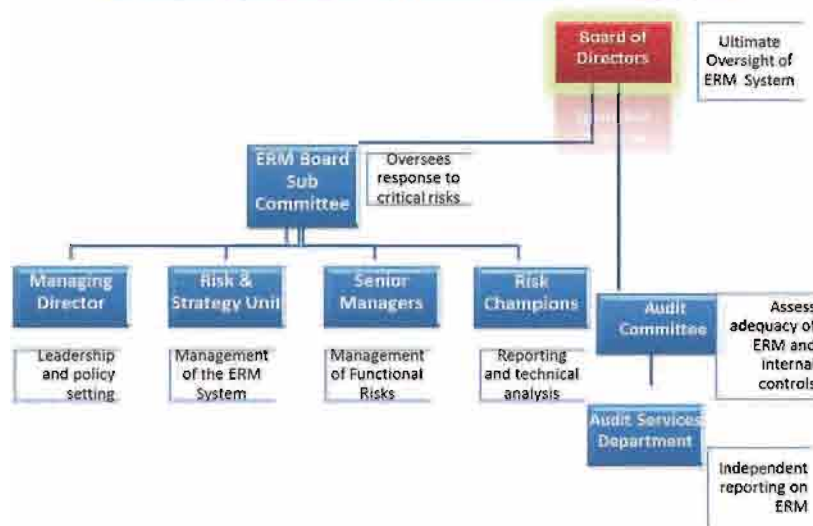 Board of
Directors
Ultimate
Oversight of
ERM System
ERM Board
Sub
Committee
Oversees
response to
critical risks
Managing
Director
Risk &
Strategy Unit
Senior
Managers
Risk
Champions
Leadership
and policy
setting
Management
of the ERM
System
Management
of Functional
Risks
Reporting
and technical
analysis
Audit
Committee
Assess
adequacy of
ERM and
internal
controls
Audit Services
Department
Independent
reporting on
ERM